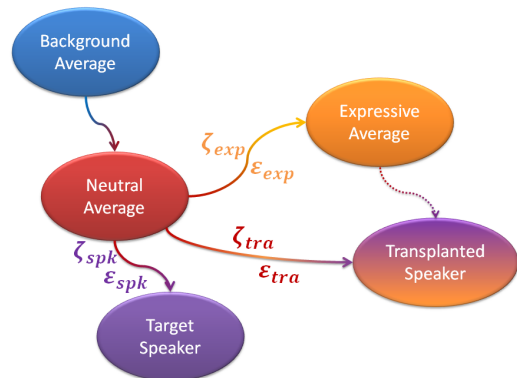 Background
Average
Expressive
Average
ζexp
εexp
Neutral
Average
ζtra
εtra
Transplanted
Speaker
ζspk
εspk
Target
Speaker